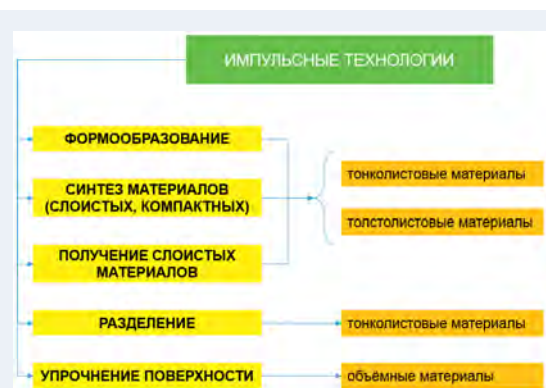 ИМПУЛЬСНЫЕ ТЕХНОЛОГИИ
ФОРМООБРАЗОВАНИЕ
СИНТЕЗ МАТЕРИАЛОВ
(СЛОИСТЫХ, КОМПАКТНЫХ)
ПОЛУЧЕНИЕ СЛОИСТЫХ
МАТЕРИАЛОВ
тонколистовые материалы
толстолистовые материалы
РАЗДЕЛЕНИЕ
тонколистовые материалы
УПРОЧНЕНИЕ ПОВЕРХНОСТИ
объёмные материалы